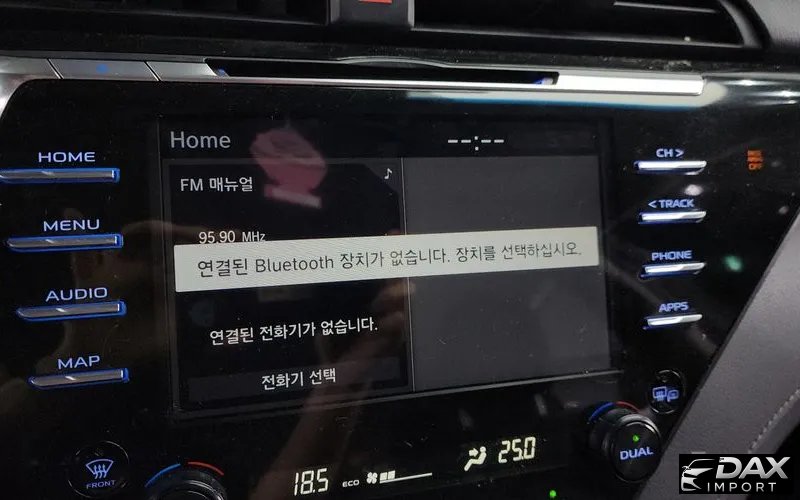 Home
--:--
FM 매뉴얼
95.90 MHz
연결된 Bluetooth 장치가 없습니다. 장치를 선택하십시오.
연결된 전화기가 없습니다.
전화기 선택
HOME
MENU
AUDIO
MAP
CH >
< TRACK
PHONE
APPS
FRONT
18.5
ECO
25.0
DUAL
DAX
IMPORT